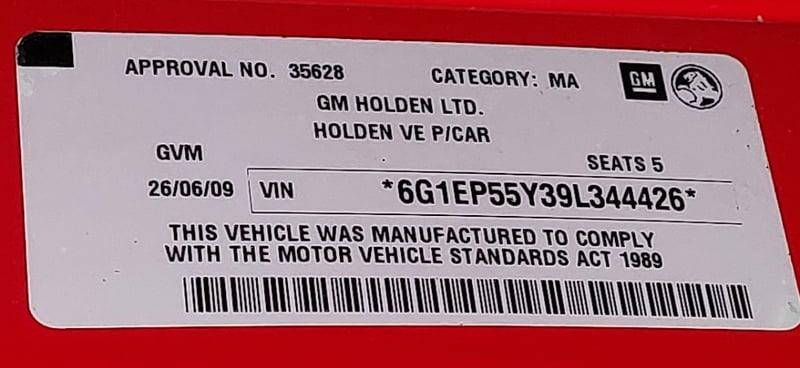 APPROVAL NO. 35628 CATEGORY: MA GM
GM HOLDEN LTD.
HOLDEN VE P/CAR
GVM SEATS 5
26/06/09 VIN *6G1EP55Y39L344426*
THIS VEHICLE WAS MANUFACTURED TO COMPLY
WITH THE MOTOR VEHICLE STANDARDS ACT 1989